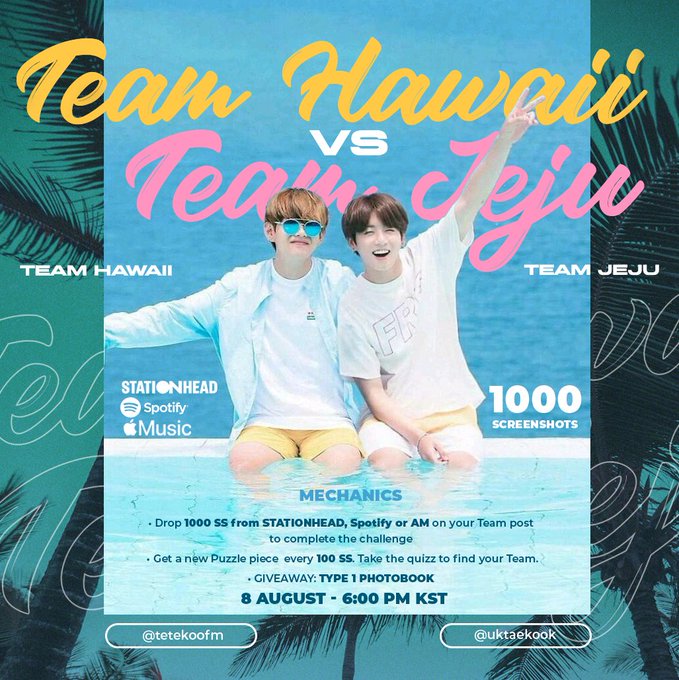 Team Hawaii
VS
Team Jeju
TEAM HAWAII
TEAM JEJU
FR
STATIONHEAD
Spotify
Music
1000
SCREENSHOTS
MECHANICS
• Drop 1000 SS from STATIONHEAD, Spotify or AM on your Team post
to complete the challenge
• Get a new Puzzle piece every 100 SS. Take the quizz to find your Team.
• GIVEAWAY: TYPE 1 PHOTOBOOK
8 AUGUST - 6:00 PM KST
@tetekoofm
@uktaekook